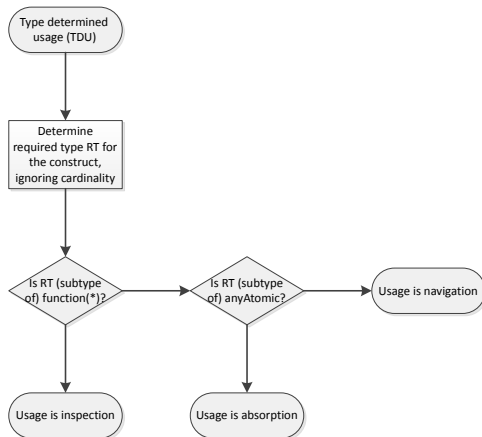 Type determined
usage (TDU)
Determine
required type RT for
the construct,
ignoring cardinality
Is RT (subtype
of) function(*)?
Is RT (subtype
of) anyAtomic?
Usage is navigation
Usage is inspection
Usage is absorption